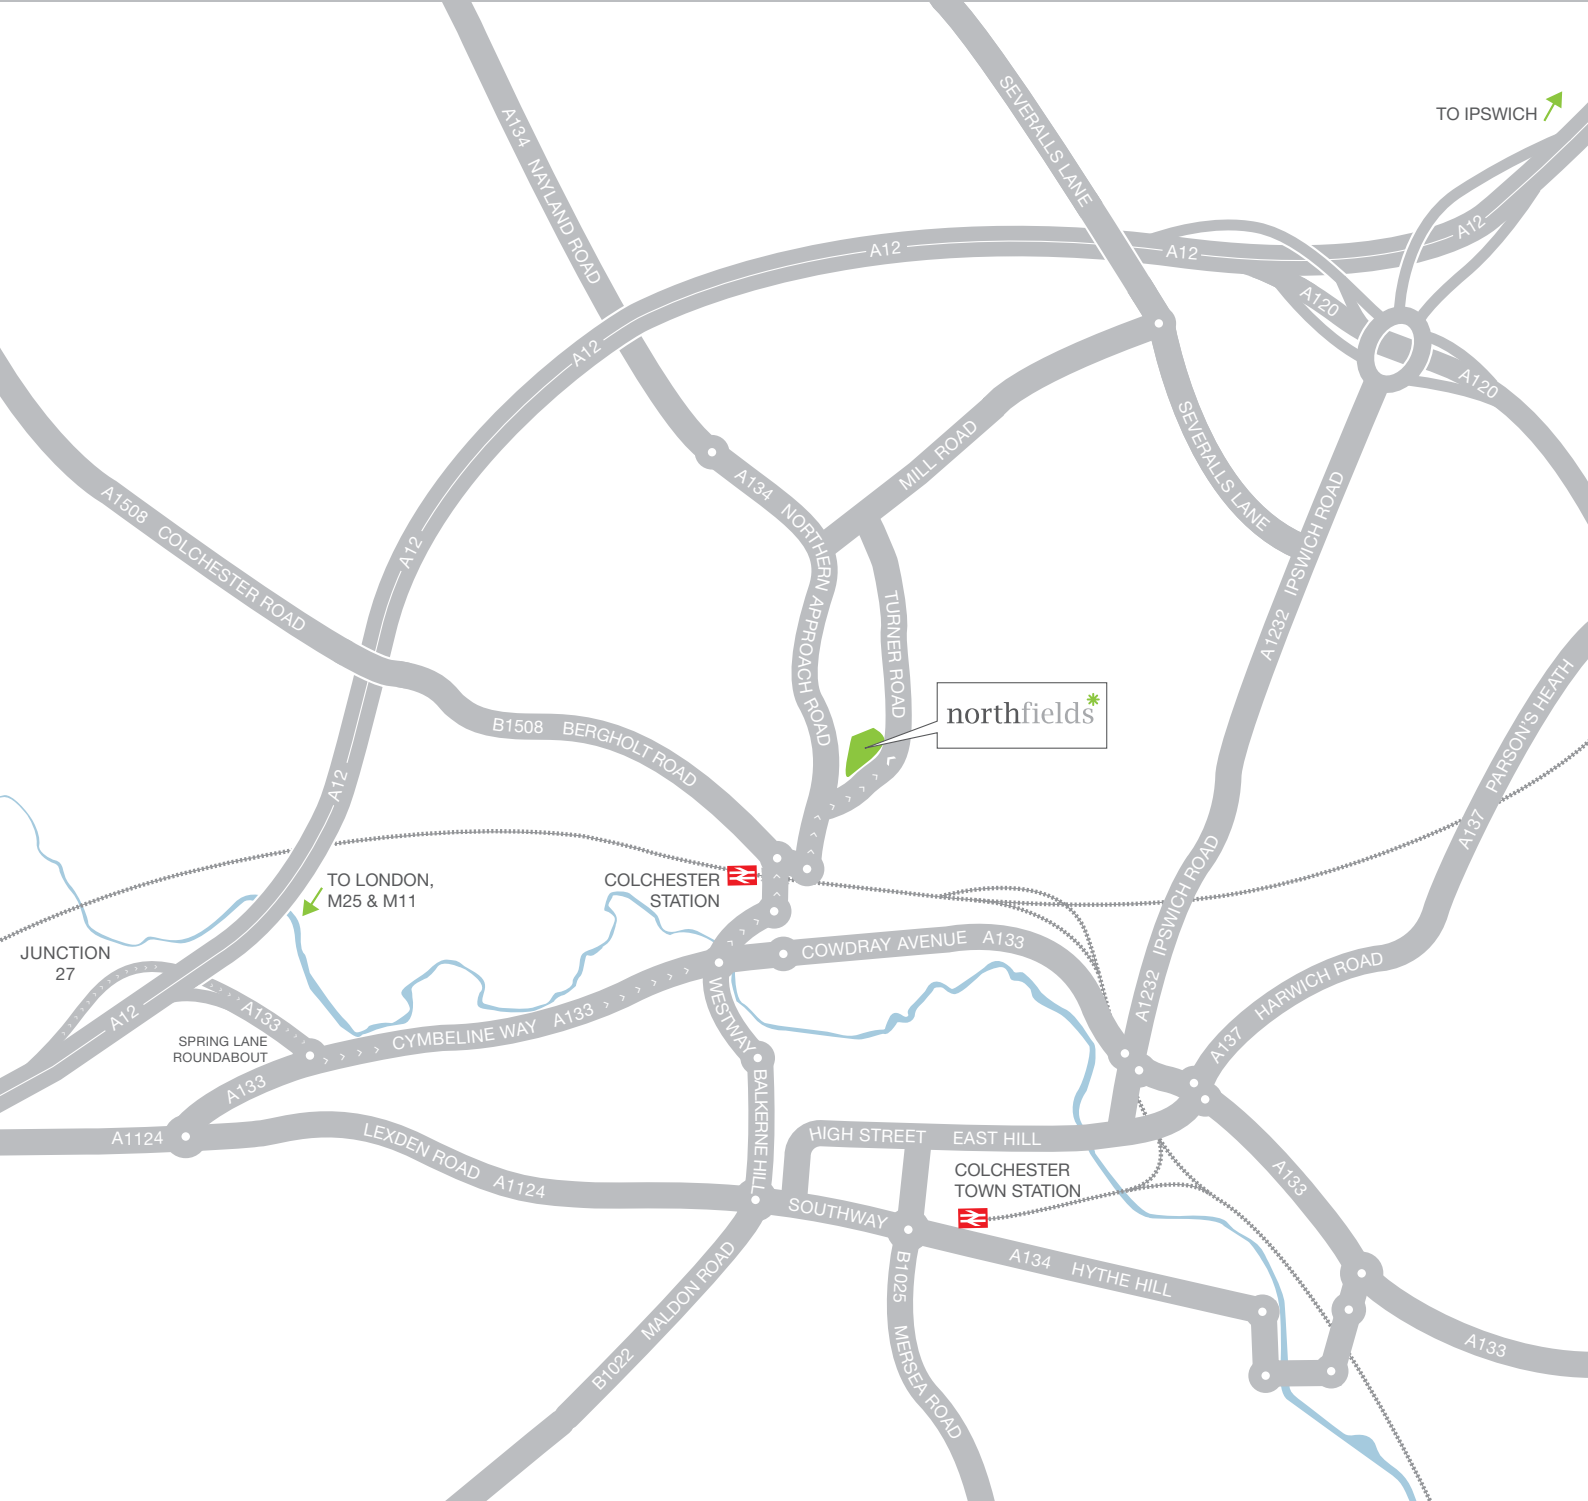 TO IPSWICH
SEVERALLS LANE
A134 NAYLAND ROAD
A12
A12
A12
A120
A12
A120
SEVERALLS LANE
MILL ROAD
A134 NORTHERN APPROACH ROAD
A1508 COLCHESTER ROAD
A12
A1232 IPSWICH ROAD
TURNER ROAD
northfields*
B1508 BERGHOLT ROAD
A137 PARSON'S HEATH
A12
TO LONDON,
M25 & M11
COLCHESTER
STATION
A1232 IPSWICH ROAD
JUNCTION
27
COWDRAY AVENUE A133
A137 HARWICH ROAD
A12
A133
CYMBELINE WAY A133
WESTWAY
SPRING LANE
ROUNDABOUT
A133
BALKERNE HILL
A1124
LEXDEN ROAD A1124
HIGH STREET
EAST HILL
COLCHESTER
TOWN STATION
A133
SOUTHWAY
A134 HYTHE HILL
B1025 MERSEA ROAD
B1022 MALDON ROAD
A133